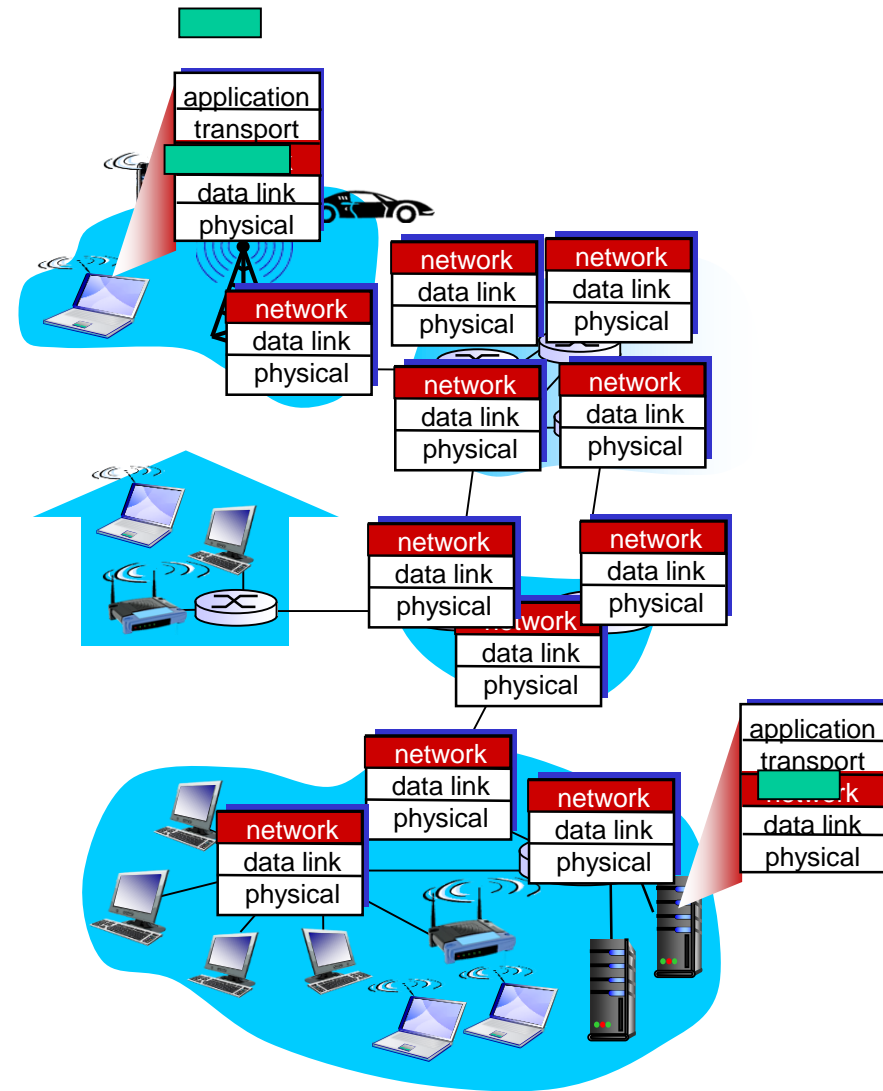 application
transport
data link
physical
network
data link
physical
network
data link
physical
network
data link
physical
network
data link
physical
network
data link
physical
network
data link
physical
network
data link
physical
network
data link
physical
network
data link
physical
network
data link
physical
network
data link
physical
application
transport
network
data link
physical